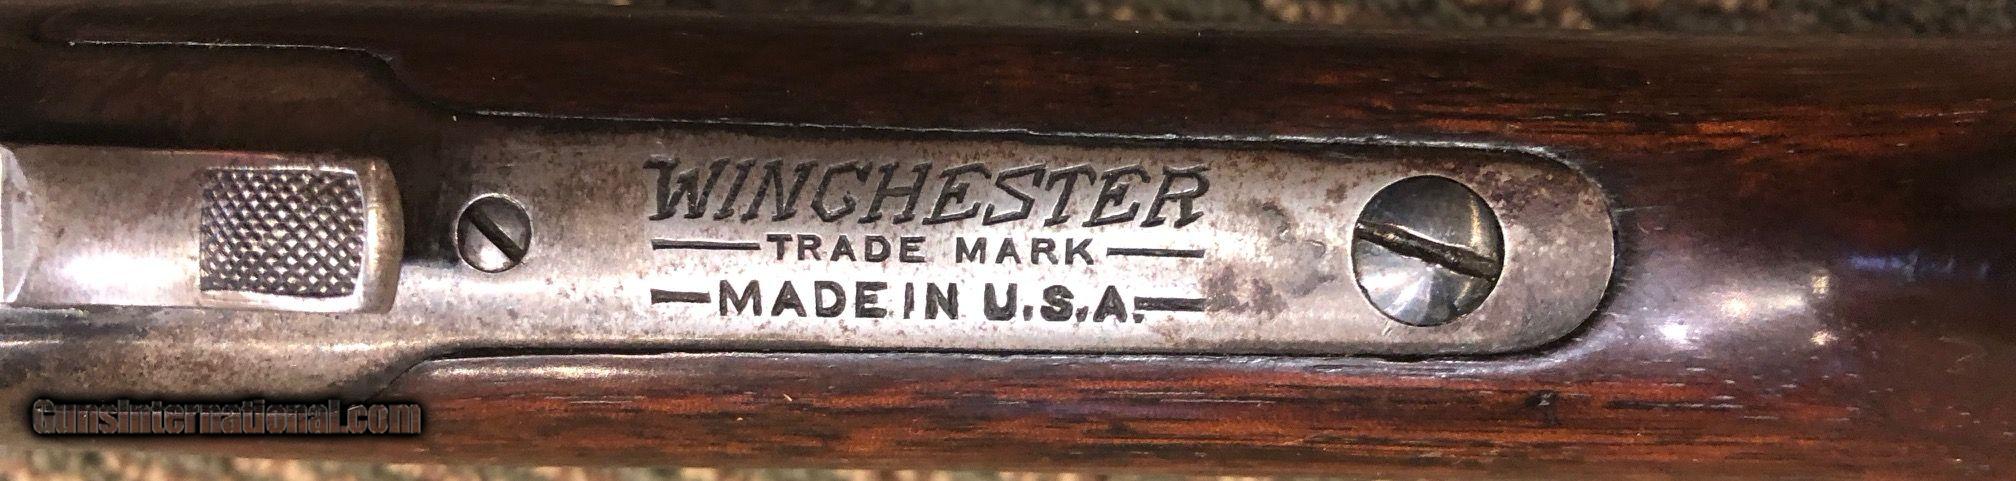 WINCHESTER
TRADE MARK
MADE IN U.S.A.
GunsInternational.com